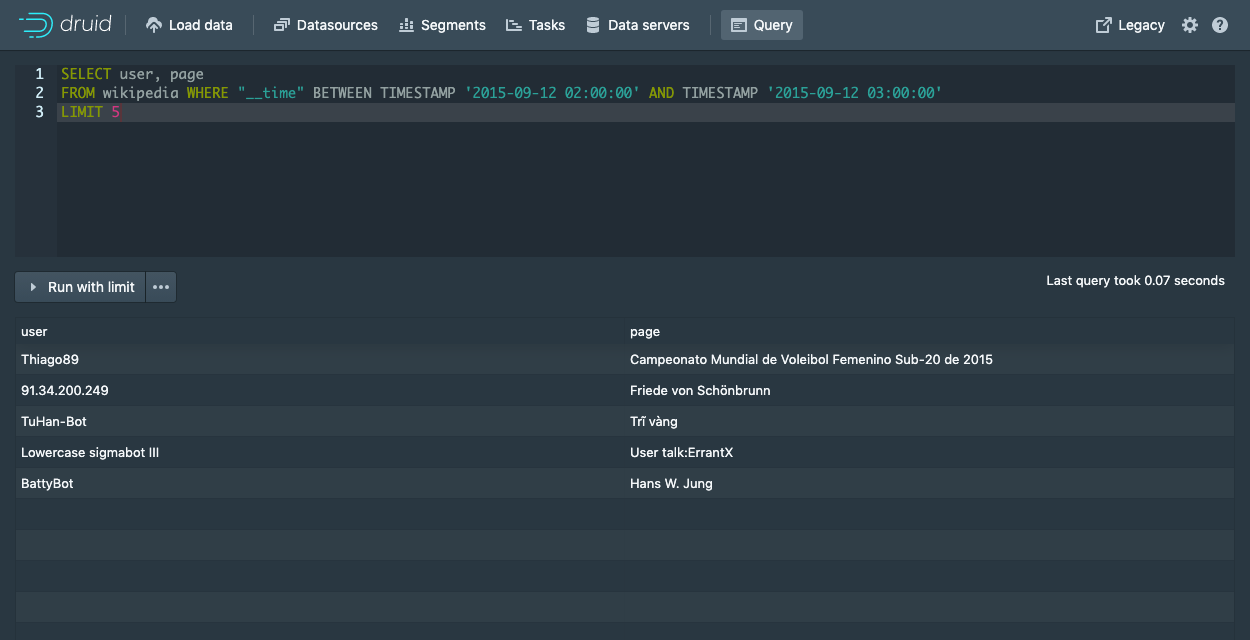 druid Load data Datasources Segments Tasks Data servers Query Legacy
1 SELECT user, page
2 FROM wikipedia WHERE "__time" BETWEEN TIMESTAMP '2015-09-12 02:00:00' AND TIMESTAMP '2015-09-12 03:00:00'
3 LIMIT 5
Run with limit Last query took 0.07 seconds
user page
Thiago89 Campeonato Mundial de Voleibol Femenino Sub-20 de 2015
91.34.200.249 Friede von Schönbrunn
TuHan-Bot Trĩ vàng
Lowercase sigmabot III User talk:ErrantX
BattyBot Hans W. Jung